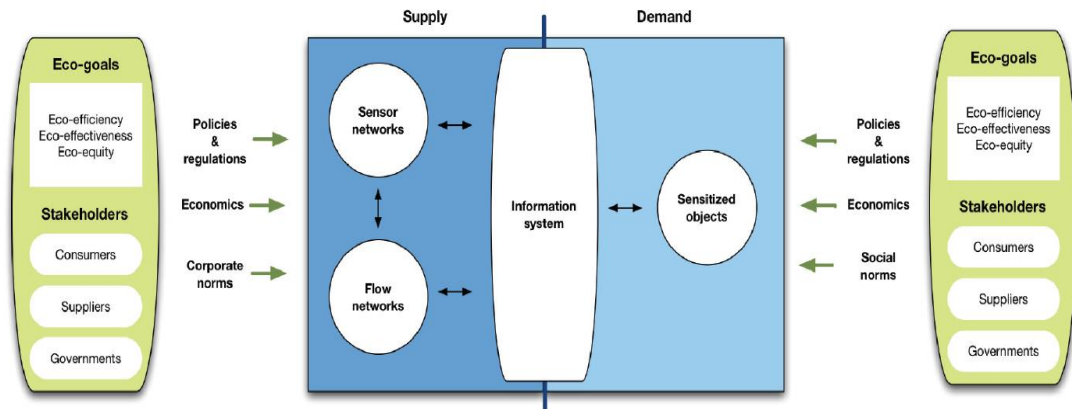 Supply
Demand
Eco-goals
Eco-efficiency
Eco-effectiveness
Eco-equity
Stakeholders
Consumers
Suppliers
Governments
Policies
&
regulations
Economics
Corporate
norms
Sensor
networks
Flow
networks
Information
system
Sensitized
objects
Policies
&
regulations
Economics
Social
norms
Eco-goals
Eco-efficiency
Eco-effectiveness
Eco-equity
Stakeholders
Consumers
Suppliers
Governments